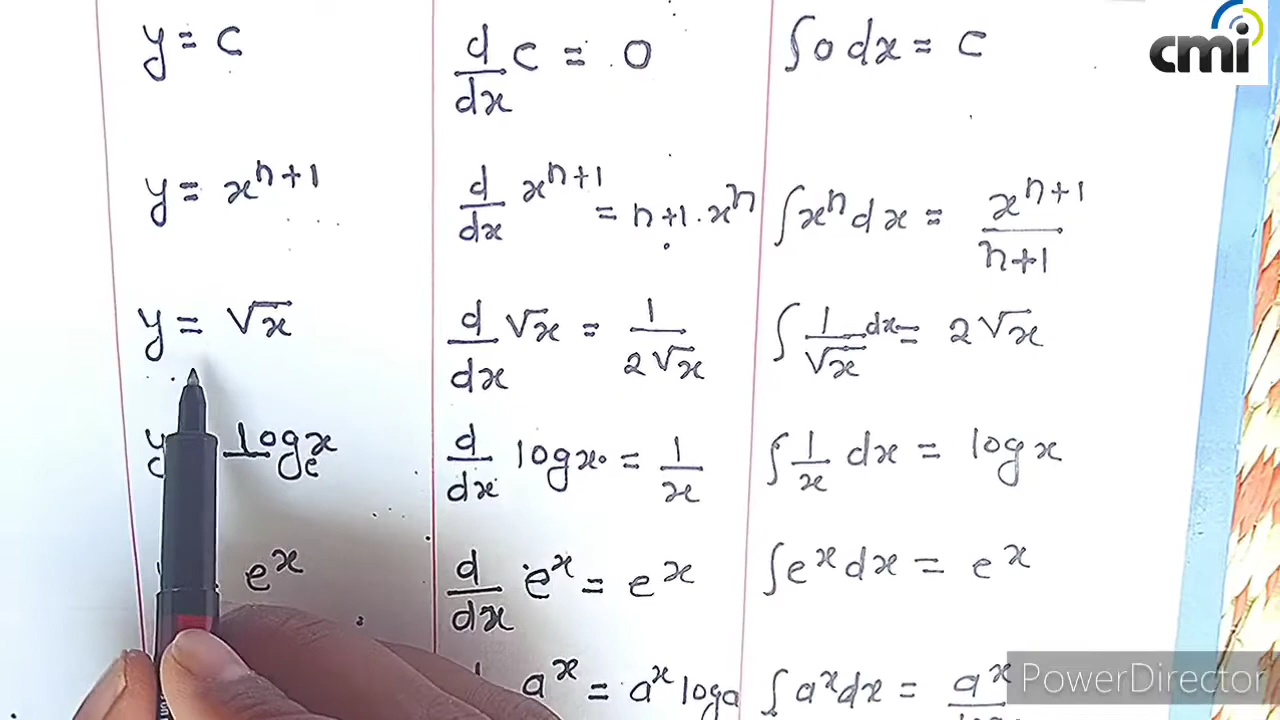 cmi
y = c d/dx c = 0 ∫0 dx = c
y = x^(n+1) d/dx x^(n+1) = n+1 . x^n ∫x^n dx = x^(n+1)/(n+1)
y = √x d/dx √x = 1/(2√x) ∫1/√x dx = 2√x
y log_e x d/dx log x = 1/x ∫1/x dx = log x
e^x d/dx e^x = e^x ∫e^x dx = e^x
a^x = a^x log a ∫a^x dx = a^x
PowerDirector